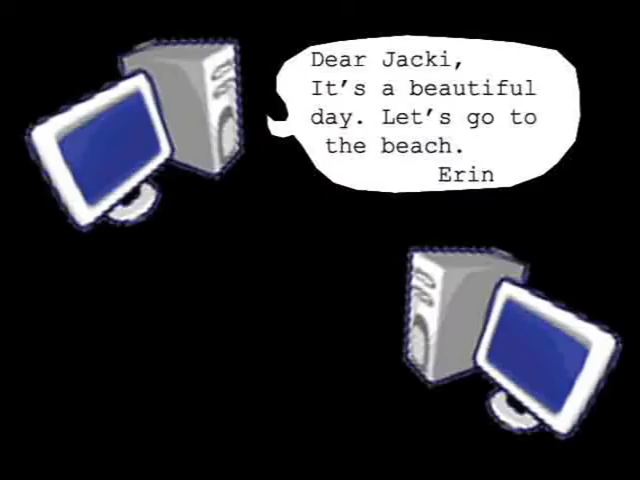 Dear Jacki,
It's a beautiful
day. Let's go to
the beach.
Erin